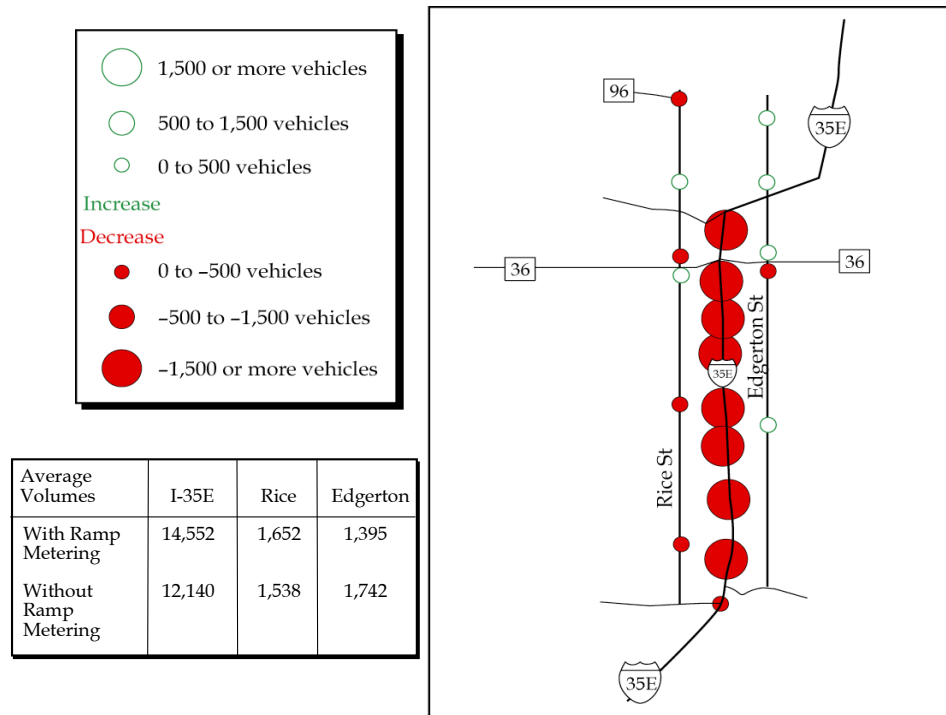 1,500 or more vehicles
500 to 1,500 vehicles
0 to 500 vehicles
Increase
Decrease
0 to –500 vehicles
–500 to –1,500 vehicles
–1,500 or more vehicles
Average
Volumes
I-35E
Rice
Edgerton
With Ramp
Metering
14,552
1,652
1,395
Without
Ramp
Metering
12,140
1,538
1,742
96
35E
36
36
Edgerton St
35E
Rice St
35E